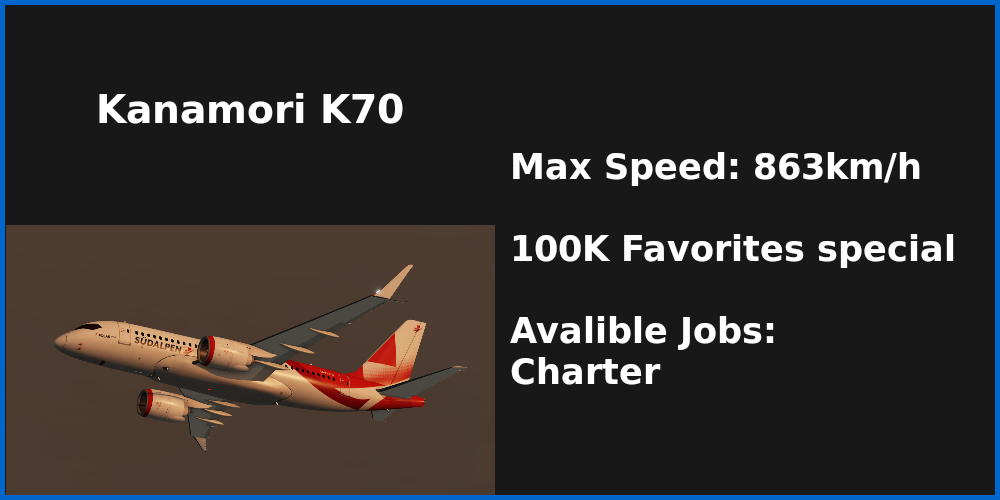 Kanamori K70
Max Speed: 863km/h
100K Favorites special
Avalible Jobs:
Charter
SÜDALPEN